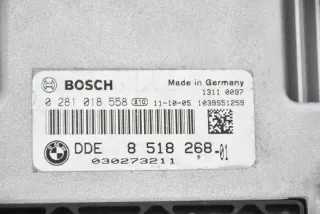 BOSCH
Made in Germany
1311 0097
0 281 018 558 11-10-05 1039S51259
DDE 8 518 268-01
030273211